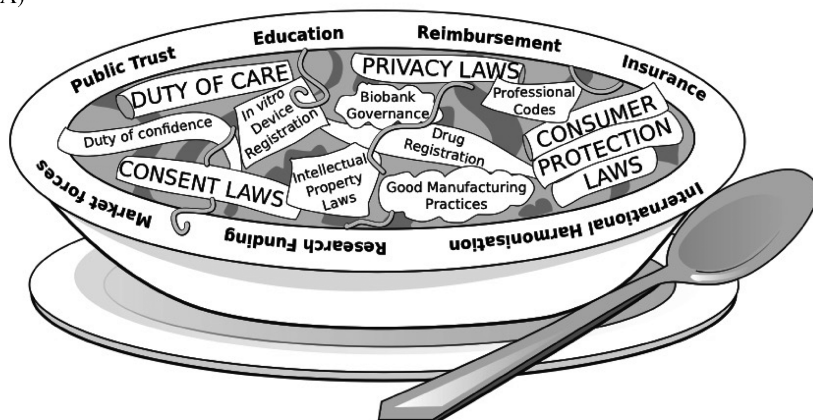 A)
Public Trust
Education
Reimbursement
Insurance
DUTY OF CARE
PRIVACY LAWS
In vitro
Device
Registration
Biobank
Governance
Professional
Codes
Duty of confidence
Drug
Registration
CONSUMER
PROTECTION
LAWS
CONSENT LAWS
Intellectual
Property
Laws
Good Manufacturing
Practices
Market forces
Research Funding
International Harmonisation